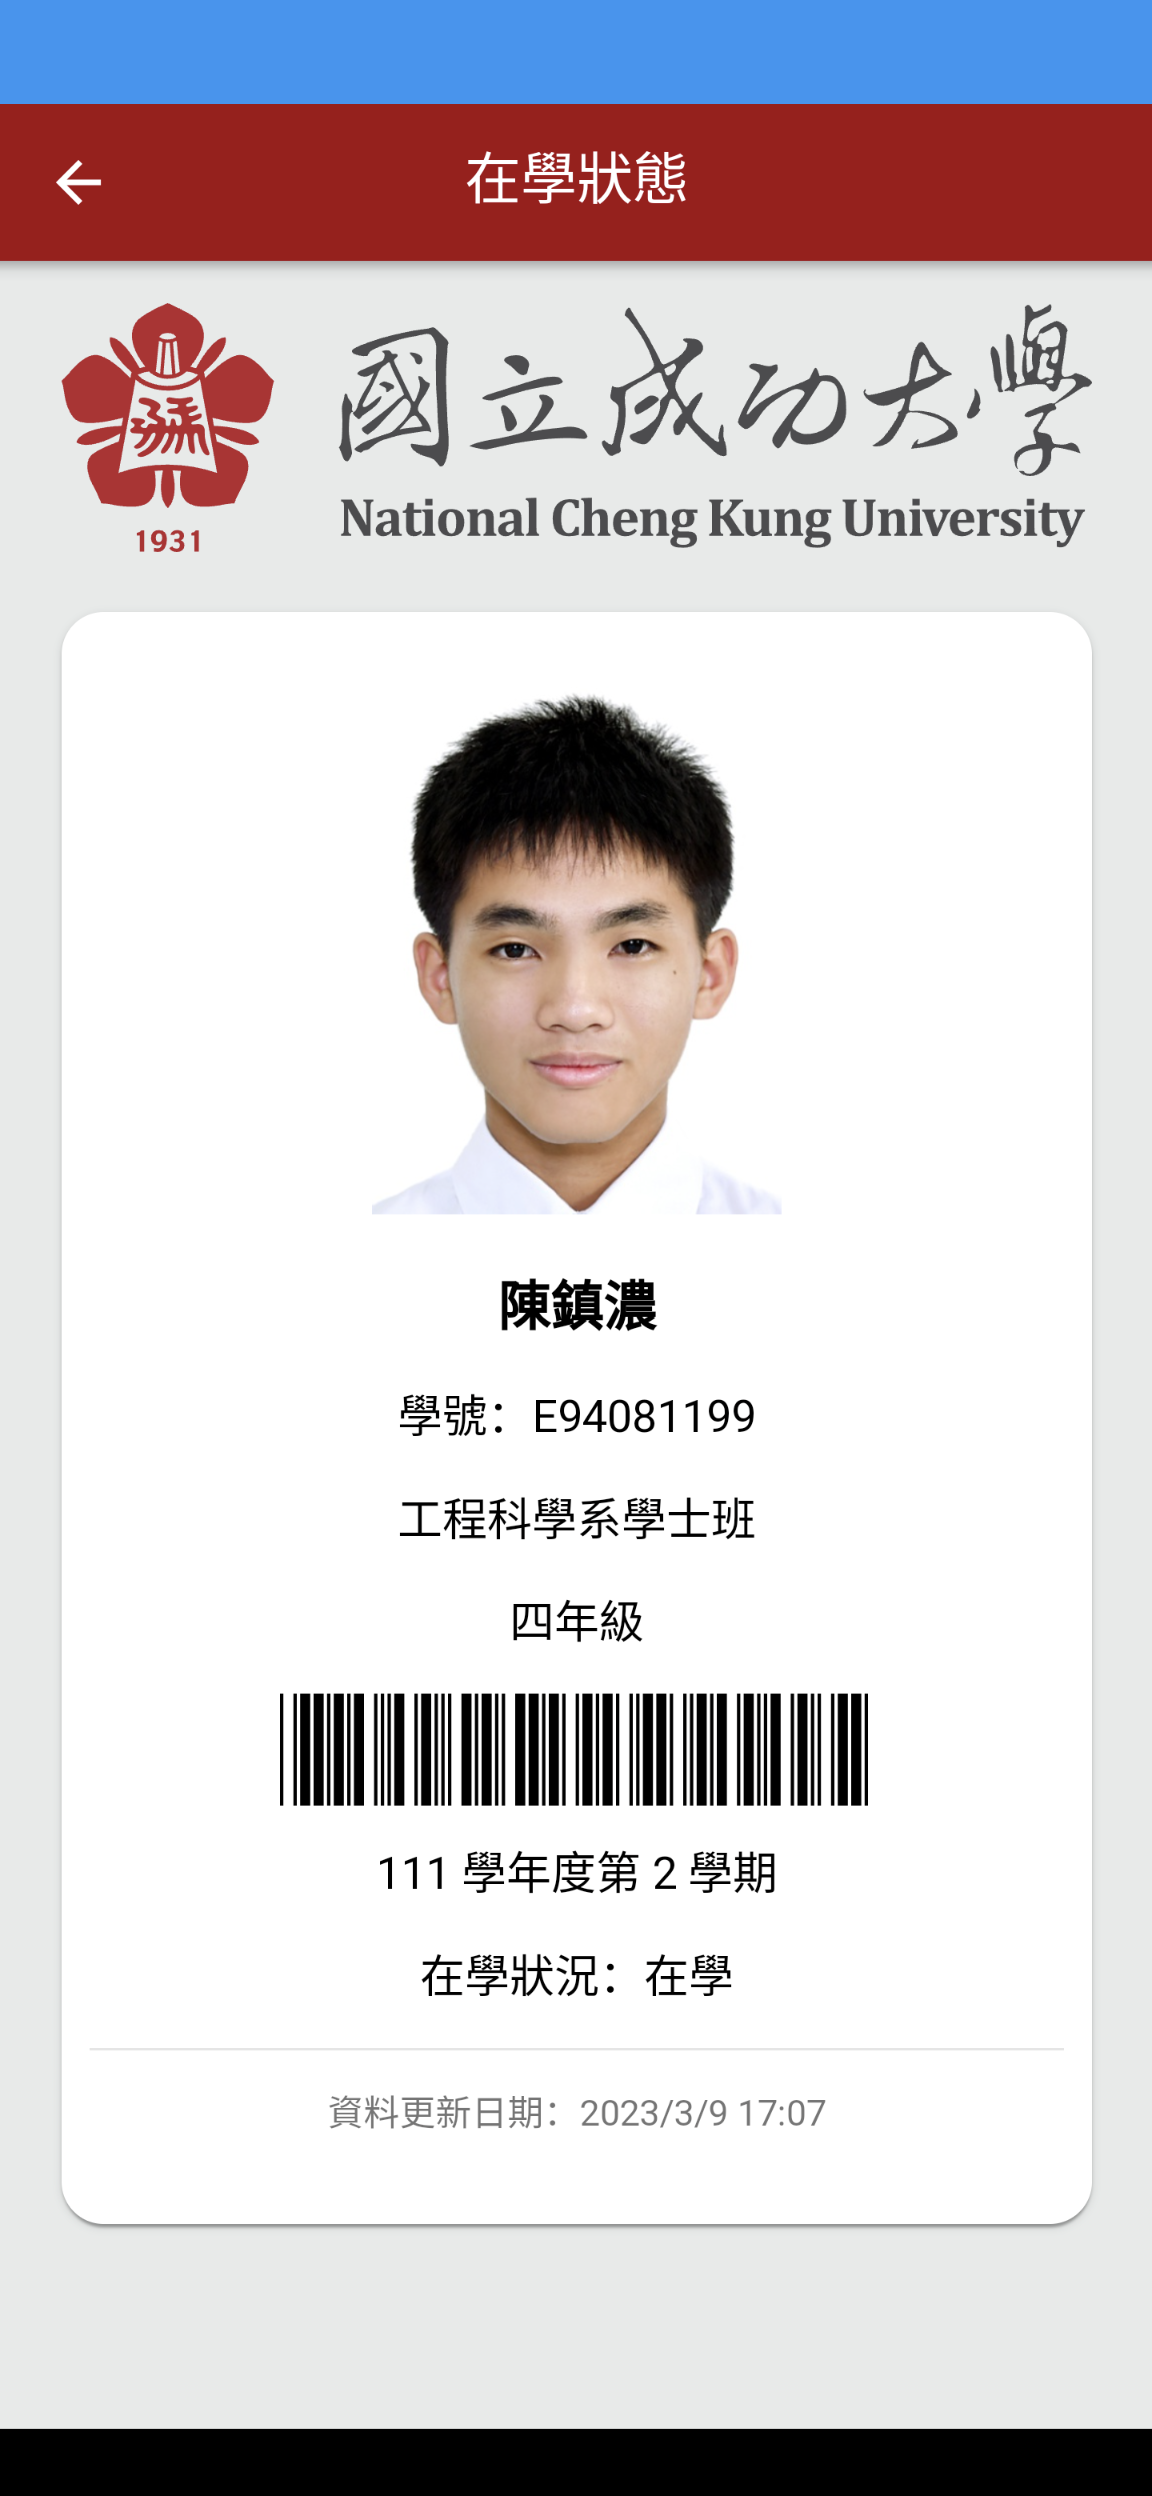 在學狀態
國立成功大學
National Cheng Kung University
1931
陳鎮濃
學號：E94081199
工程科學系學士班
四年級
111 學年度第 2 學期
在學狀況：在學
資料更新日期：2023/3/9 17:07